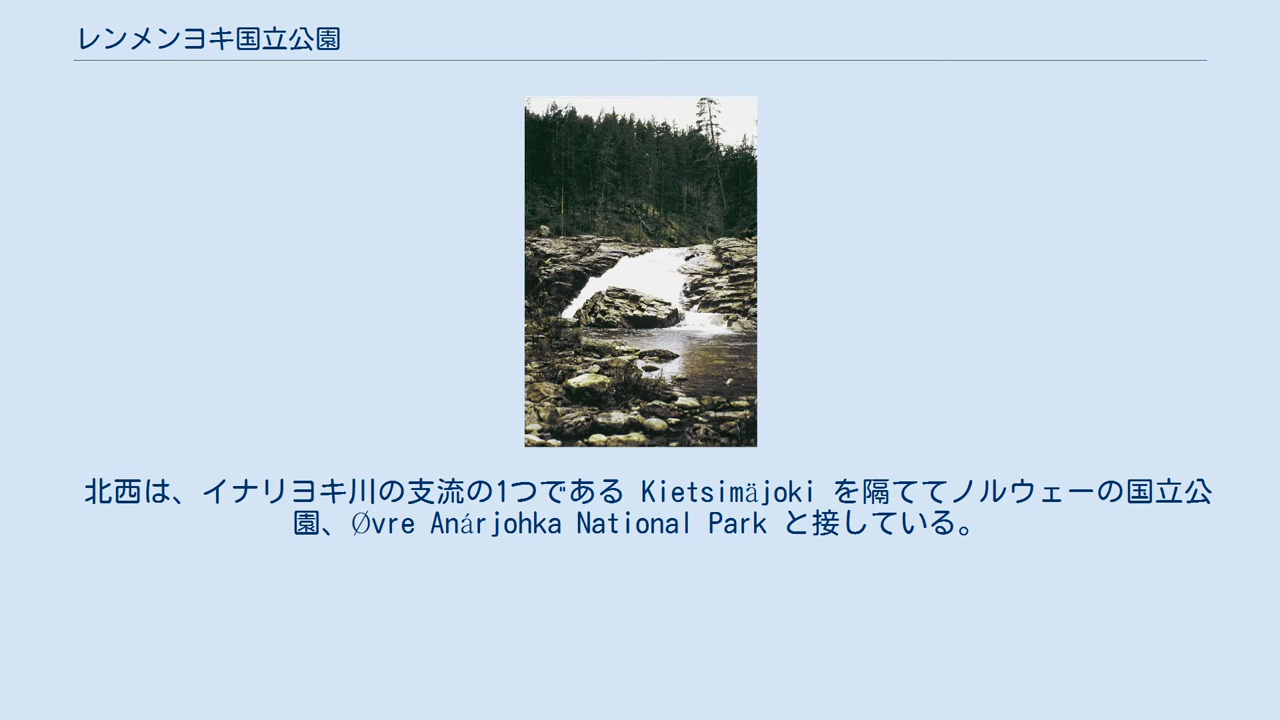 レンメンヨキ国立公園
北西は、イナリヨキ川の支流の1つである Kietsimäjoki を隔ててノルウェーの国立公
園、Øvre Anárjohka National Park と接している。